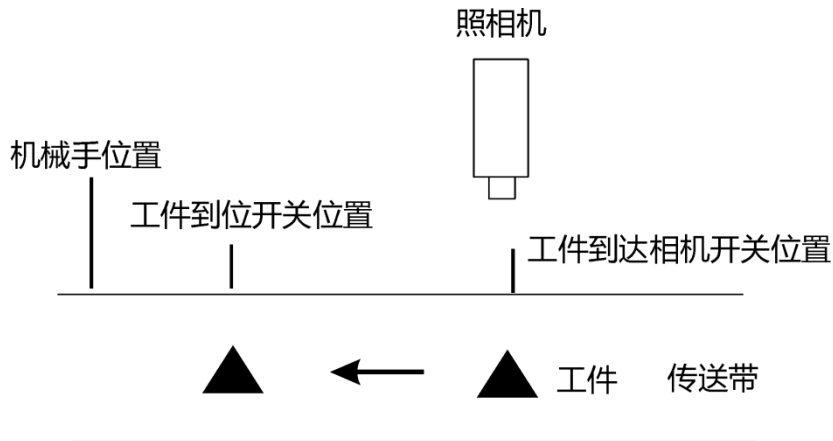 照相机
机械手位置
工件到位开关位置
工件到达相机开关位置
工件
传送带